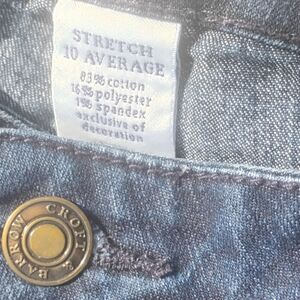 STRETCH
10 AVERAGE
83% cotton
16% polyester
1% spandex
exclusive of
decoration
CROFT & BARROW